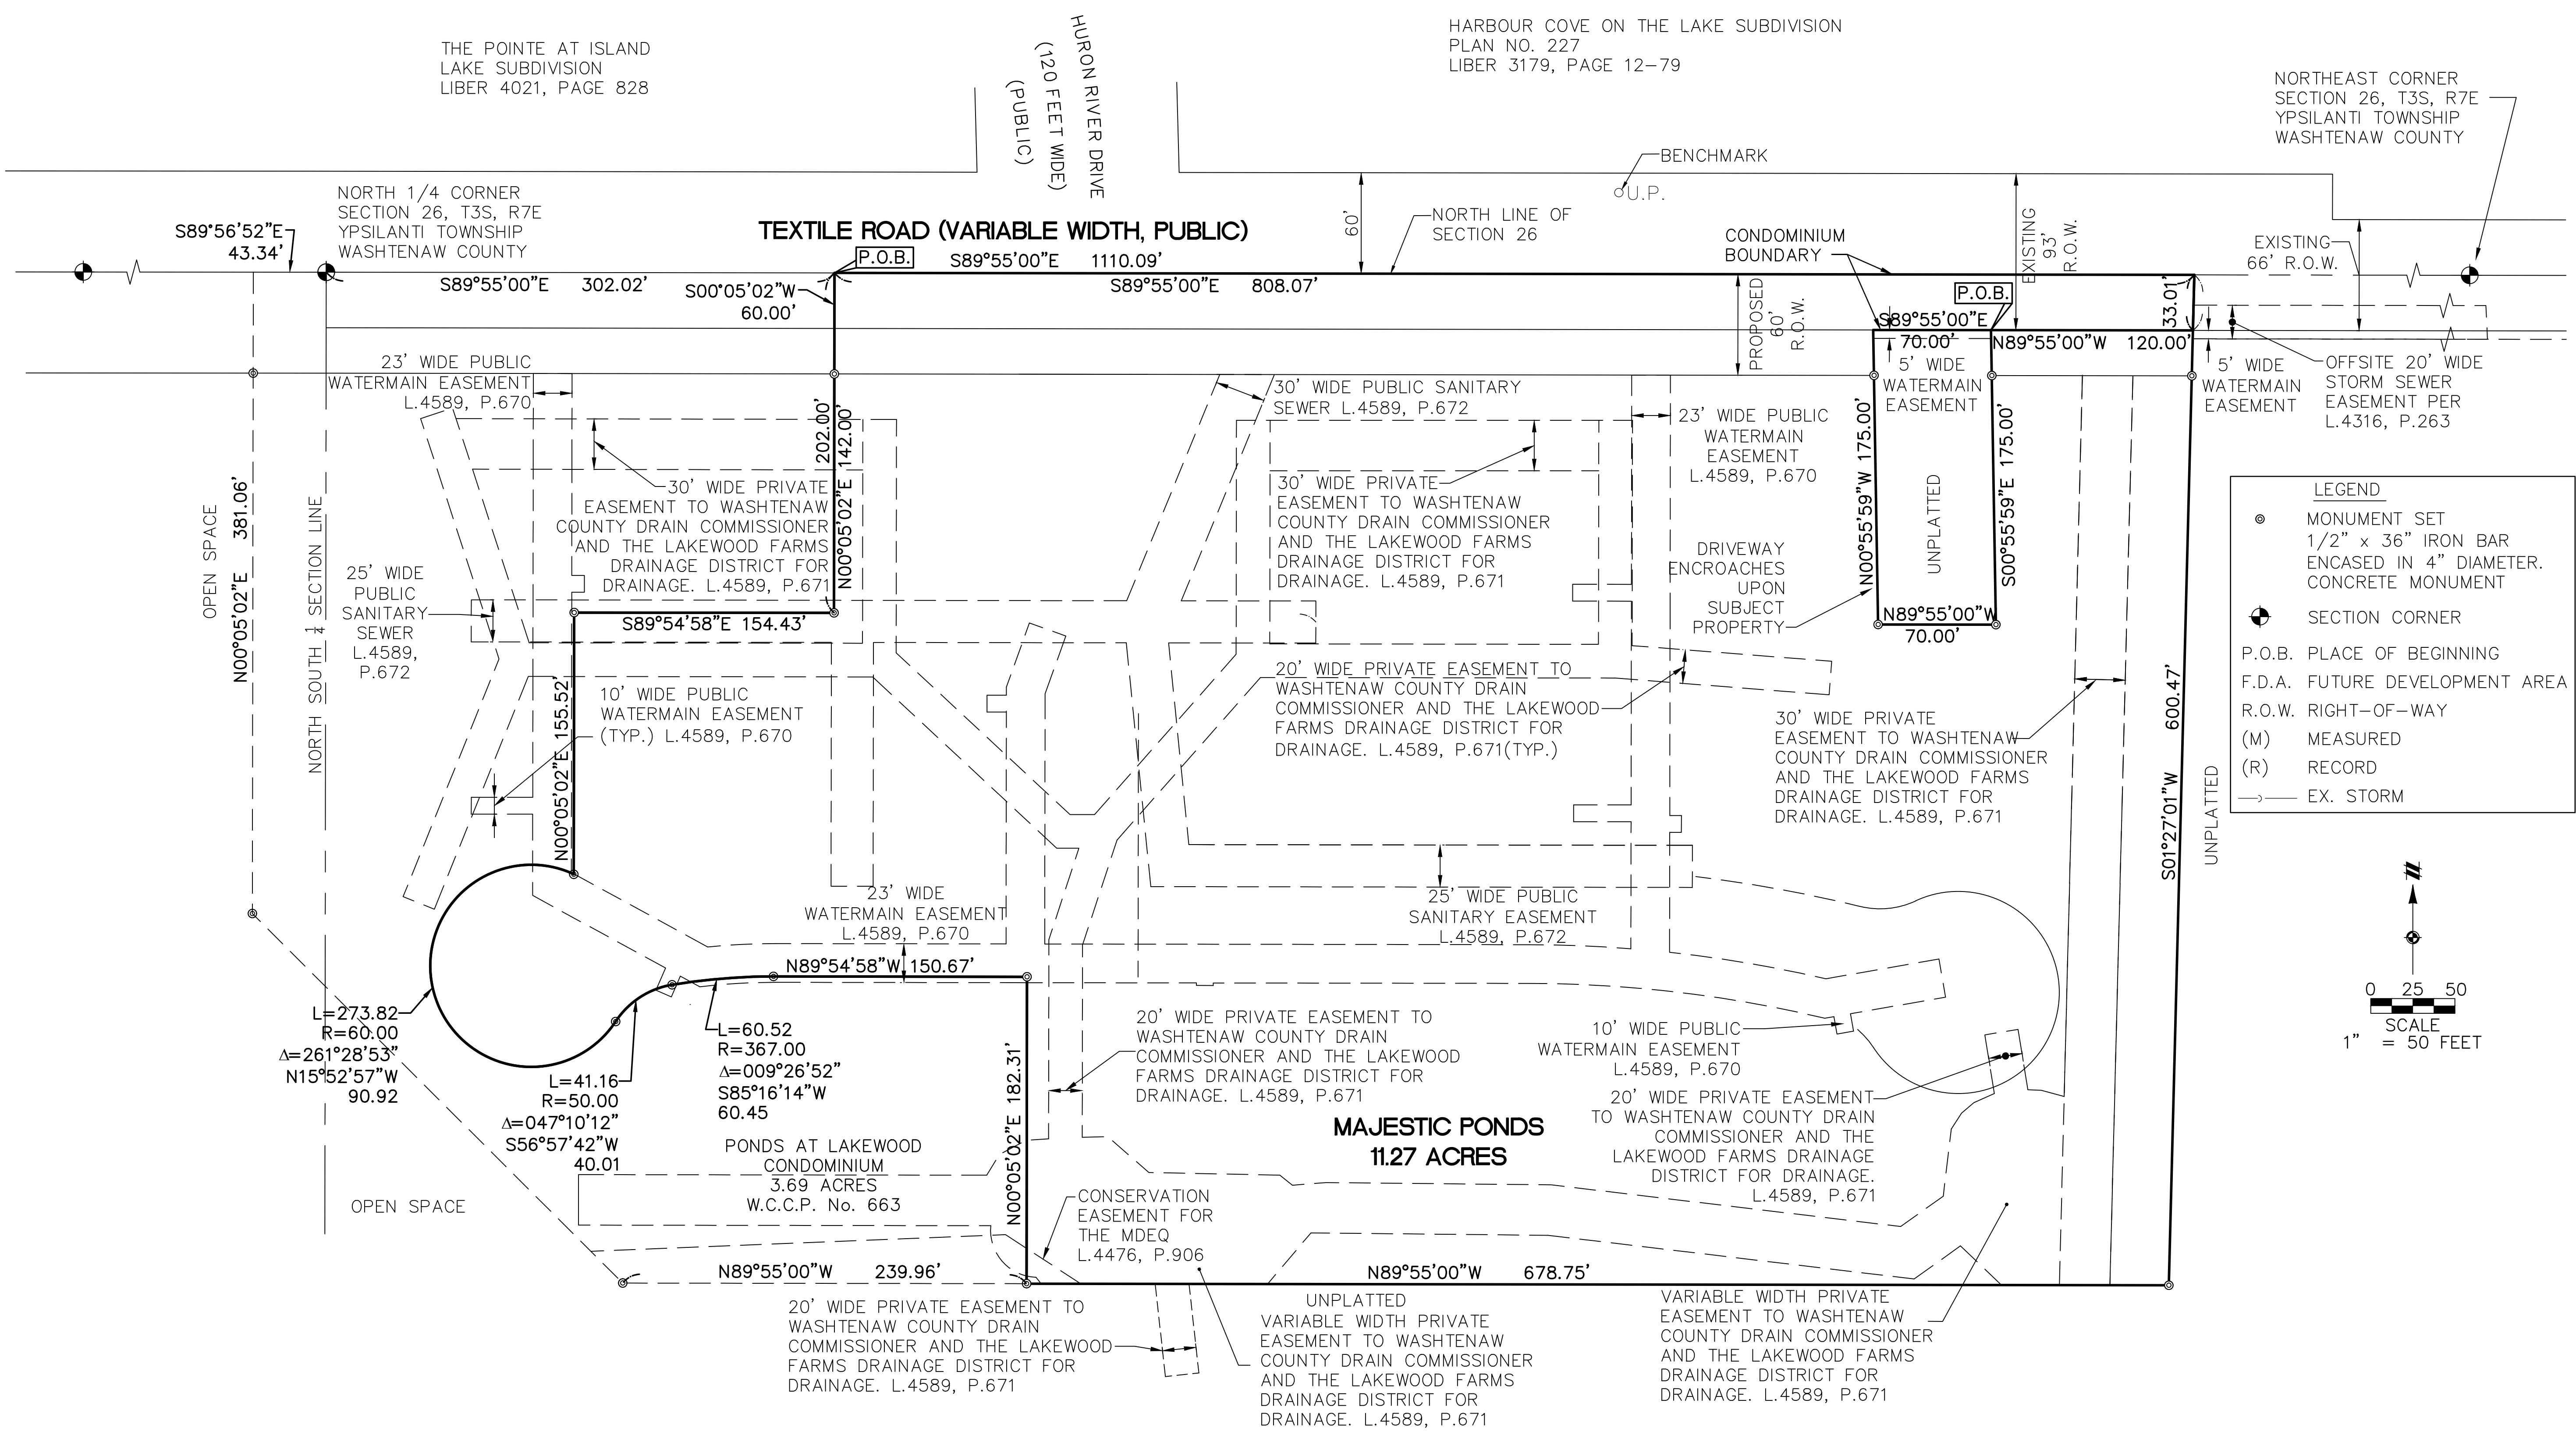 THE POINTE AT ISLAND
LAKE SUBDIVISION
LIBER 4021, PAGE 828
HURON RIVER DRIVE
(120 FEET WIDE)
(PUBLIC)
HARBOUR COVE ON THE LAKE SUBDIVISION
PLAN NO. 227
LIBER 3179, PAGE 12-79
NORTHEAST CORNER
SECTION 26, T3S, R7E
YPSILANTI TOWNSHIP
WASHTENAW COUNTY
BENCHMARK
U.P.
S89°56'52"E
43.34'
NORTH 1/4 CORNER
SECTION 26, T3S, R7E
YPSILANTI TOWNSHIP
WASHTENAW COUNTY
TEXTILE ROAD (VARIABLE WIDTH, PUBLIC)
60'
NORTH LINE OF
SECTION 26
CONDOMINIUM
BOUNDARY
EXISTING
93'
R.O.W.
EXISTING
66' R.O.W.
P.O.B.
S89°55'00"E 1110.09'
S89°55'00"E 302.02'
S89°55'00"E 808.07'
S00°05'02"W
60.00'
PROPOSED
60'
R.O.W.
P.O.B.
33.01'
S89°55'00"E
70.00'
N89°55'00"W 120.00'
5' WIDE
WATERMAIN
EASEMENT
5' WIDE
WATERMAIN
EASEMENT
OFFSITE 20' WIDE
STORM SEWER
EASEMENT PER
L.4316, P.263
23' WIDE PUBLIC
WATERMAIN EASEMENT
L.4589, P.670
30' WIDE PUBLIC SANITARY
SEWER L.4589, P.672
23' WIDE PUBLIC
WATERMAIN
EASEMENT
L.4589, P.670
202.00'
N00°05'02"E 142.00'
30' WIDE PRIVATE
EASEMENT TO WASHTENAW
COUNTY DRAIN COMMISSIONER
AND THE LAKEWOOD FARMS
DRAINAGE DISTRICT FOR
DRAINAGE. L.4589, P.671
30' WIDE PRIVATE
EASEMENT TO WASHTENAW
COUNTY DRAIN COMMISSIONER
AND THE LAKEWOOD FARMS
DRAINAGE DISTRICT FOR
DRAINAGE. L.4589, P.671
N00°55'59"W 175.00'
UNPLATTED
S00°55'59"E 175.00'
N89°55'00"W
70.00'
DRIVEWAY
ENCROACHES
UPON
SUBJECT
PROPERTY
LEGEND
MONUMENT SET
1/2" x 36" IRON BAR
ENCASED IN 4" DIAMETER.
CONCRETE MONUMENT
SECTION CORNER
P.O.B. PLACE OF BEGINNING
F.D.A. FUTURE DEVELOPMENT AREA
R.O.W. RIGHT-OF-WAY
(M) MEASURED
(R) RECORD
EX. STORM
OPEN SPACE
N00°05'02"E 381.06'
NORTH SOUTH 1/4 SECTION LINE
25' WIDE
PUBLIC
SANITARY
SEWER
L.4589,
P.672
S89°54'58"E 154.43'
N00°05'02"E 155.52'
10' WIDE PUBLIC
WATERMAIN EASEMENT
(TYP.) L.4589, P.670
20' WIDE PRIVATE EASEMENT TO
WASHTENAW COUNTY DRAIN
COMMISSIONER AND THE LAKEWOOD
FARMS DRAINAGE DISTRICT FOR
DRAINAGE. L.4589, P.671(TYP.)
30' WIDE PRIVATE
EASEMENT TO WASHTENAW
COUNTY DRAIN COMMISSIONER
AND THE LAKEWOOD FARMS
DRAINAGE DISTRICT FOR
DRAINAGE. L.4589, P.671
S01°27'01"W 600.47'
UNPLATTED
23' WIDE
WATERMAIN EASEMENT
L.4589, P.670
25' WIDE PUBLIC
SANITARY EASEMENT
L.4589, P.672
N89°54'58"W 150.67'
L=273.82
R=60.00
Δ=261°28'53"
N15°52'57"W
90.92
L=41.16
R=50.00
Δ=047°10'12"
S56°57'42"W
40.01
L=60.52
R=367.00
Δ=009°26'52"
S85°16'14"W
60.45
N00°05'02"E 182.31'
20' WIDE PRIVATE EASEMENT TO
WASHTENAW COUNTY DRAIN
COMMISSIONER AND THE LAKEWOOD
FARMS DRAINAGE DISTRICT FOR
DRAINAGE. L.4589, P.671
10' WIDE PUBLIC
WATERMAIN EASEMENT
L.4589, P.670
20' WIDE PRIVATE EASEMENT
TO WASHTENAW COUNTY DRAIN
COMMISSIONER AND THE
LAKEWOOD FARMS DRAINAGE
DISTRICT FOR DRAINAGE.
L.4589, P.671
0 25 50
SCALE
1" = 50 FEET
MAJESTIC PONDS
11.27 ACRES
PONDS AT LAKEWOOD
CONDOMINIUM
3.69 ACRES
W.C.C.P. No. 663
OPEN SPACE
CONSERVATION
EASEMENT FOR
THE MDEQ
L.4476, P.906
N89°55'00"W 239.96'
N89°55'00"W 678.75'
20' WIDE PRIVATE EASEMENT TO
WASHTENAW COUNTY DRAIN
COMMISSIONER AND THE LAKEWOOD
FARMS DRAINAGE DISTRICT FOR
DRAINAGE. L.4589, P.671
UNPLATTED
VARIABLE WIDTH PRIVATE
EASEMENT TO WASHTENAW
COUNTY DRAIN COMMISSIONER
AND THE LAKEWOOD FARMS
DRAINAGE DISTRICT FOR
DRAINAGE. L.4589, P.671
VARIABLE WIDTH PRIVATE
EASEMENT TO WASHTENAW
COUNTY DRAIN COMMISSIONER
AND THE LAKEWOOD FARMS
DRAINAGE DISTRICT FOR
DRAINAGE. L.4589, P.671